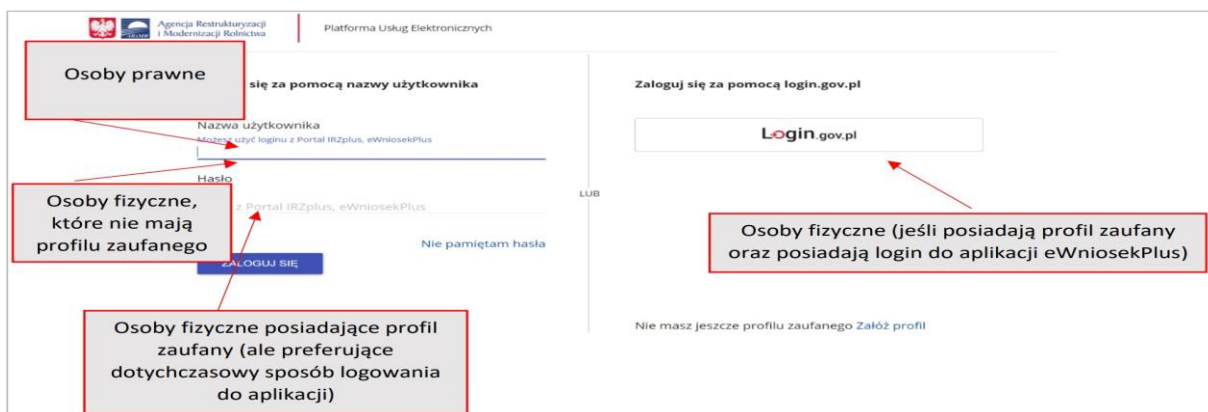 Agencja Restrukturyzacji
i Modernizacji Rolnictwa
Platforma Usług Elektronicznych
Osoby prawne
się za pomocą nazwy użytkownika
Nazwa użytkownika
Możesz użyć loginu z Portal IRZplus, eWniosekPlus
Hasło
z Portal IRZplus, eWniosekPlus
Osoby fizyczne,
które nie mają
profilu zaufanego
Nie pamiętam hasła
ZALOGUJ SIĘ
Osoby fizyczne posiadające profil
zaufany (ale preferujące
dotychczasowy sposób logowania
do aplikacji)
LUB
Zaloguj się za pomocą login.gov.pl
Login.gov.pl
Osoby fizyczne (jeśli posiadają profil zaufany
oraz posiadają login do aplikacji eWniosekPlus)
Nie masz jeszcze profilu zaufanego Załóż profil